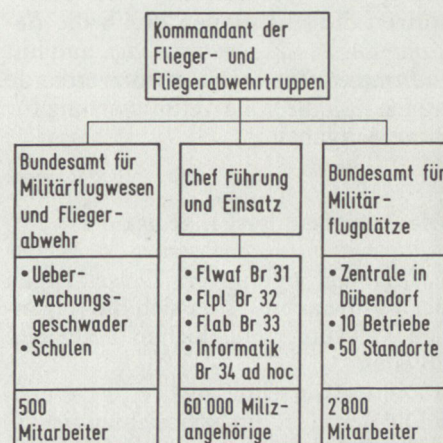 Kommandant der
Flieger- und
Fliegerabwehrtruppen
Bundesamt für
Militärflugwesen
und Flieger-
abwehr
• Ueber-
wachungs-
geschwader
• Schulen
500
Mitarbeiter
Chef Führung
und Einsatz
• Flwaf Br 31
• Flpl Br 32
• Flab Br 33
• Informatik
Br 34 ad hoc
60'000 Miliz-
angehörige
Bundesamt für
Militär-
flugplätze
• Zentrale in
Dübendorf
• 10 Betriebe
• 50 Standorte
2'800
Mitarbeiter